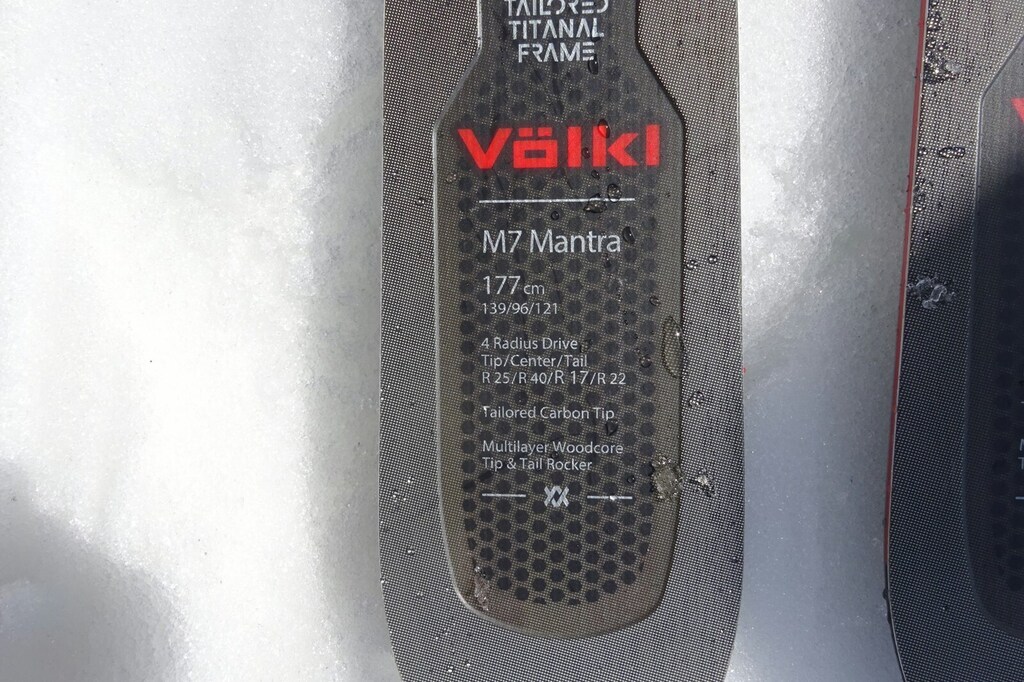 TAILORED
TITANAL
FRAME
Völkl
M7 Mantra
177 cm
139/96/121
4 Radius Drive
Tip/Center/Tail
R 25/R 40/R 17/R 22
Tailored Carbon Tip
Multilayer Woodcore
Tip & Tail Rocker